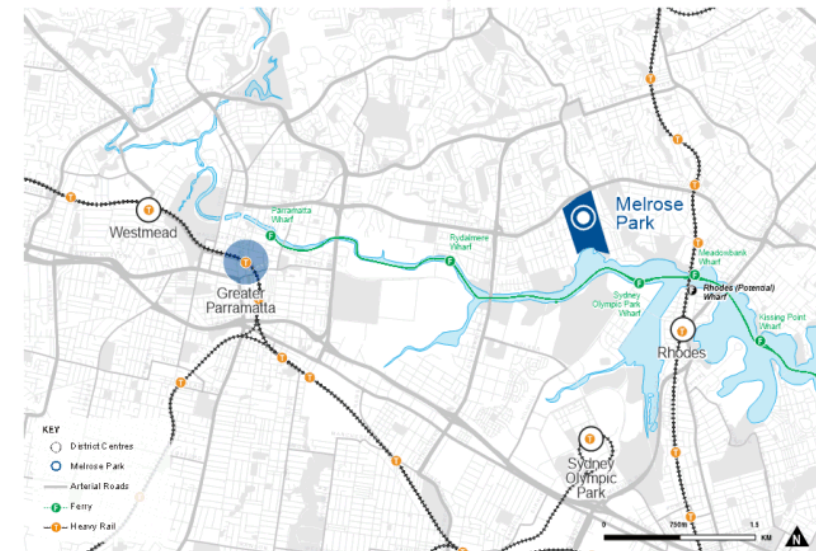 Melrose
Park
Parramatta
Wharf
Westmead
Rydalmere
Wharf
Meadowbank
Wharf
Greater
Parramatta
Sydney
Olympic Park
Wharf
Rhodes (Potential)
Wharf
Kissing Point
Wharf
Rhodes
Sydney
Olympic
Park
KEY
District Centres
Melrose Park
Arterial Roads
F Ferry
T Heavy Rail
0 750m 1.5
KM
N